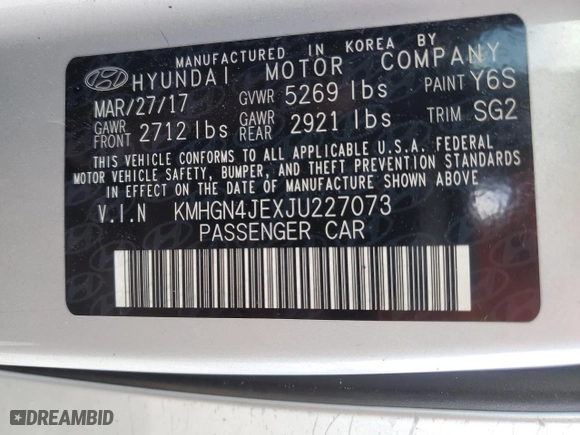 MANUFACTURED IN KOREA BY
HYUNDAI MOTOR COMPANY
MAR/27/17 GVWR 5269 lbs PAINT Y6S
GAWR FRONT 2712 lbs GAWR REAR 2921 lbs TRIM SG2
THIS VEHICLE CONFORMS TO ALL APPLICABLE U.S.A. FEDERAL
MOTOR VEHICLE SAFETY, BUMPER, AND THEFT PREVENTION STANDARDS
IN EFFECT ON THE DATE OF MANUFACTURE SHOWN ABOVE.
V.I.N KMHGN4JEXJU227073
PASSENGER CAR
DREAMBID